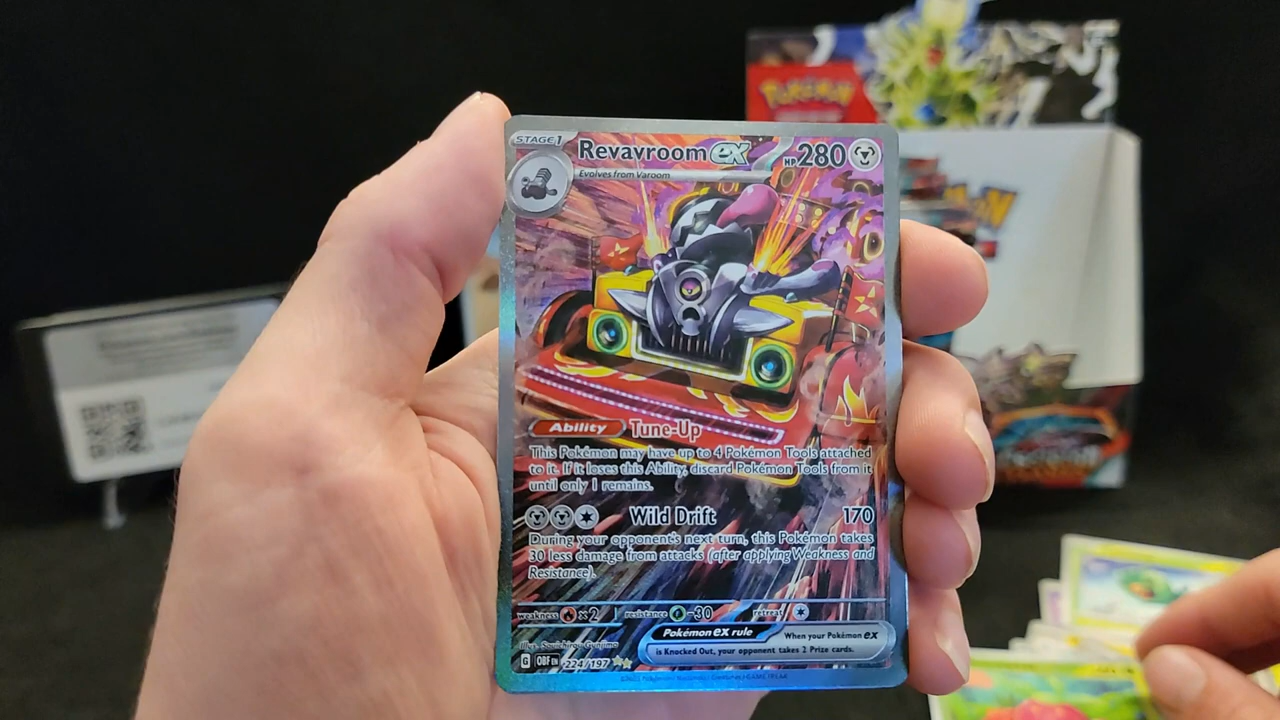 Pokémon
STAGE 1
Revavroom ex
HP 280
Evolves from Varoom
Ability Tune-Up
This Pokémon may have up to 4 Pokémon Tools attached
to it. If it loses this Ability, discard Pokémon Tools from it
until only 1 remains.
Wild Drift 170
During your opponent's next turn, this Pokémon takes
30 less damage from attacks (after applying Weakness and
Resistance).
weakness ×2 resistance -30 retreat
Pokémon ex rule When your Pokémon ex
is Knocked Out, your opponent takes 2 Prize cards.
Illus. Souichirou Gunjima
G OBF EN 224/197